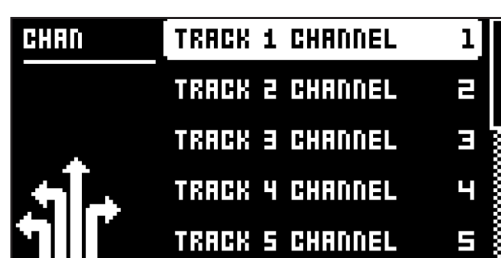 CHAN
TRACK 1 CHANNEL 1
TRACK 2 CHANNEL 2
TRACK 3 CHANNEL 3
TRACK 4 CHANNEL 4
TRACK 5 CHANNEL 5